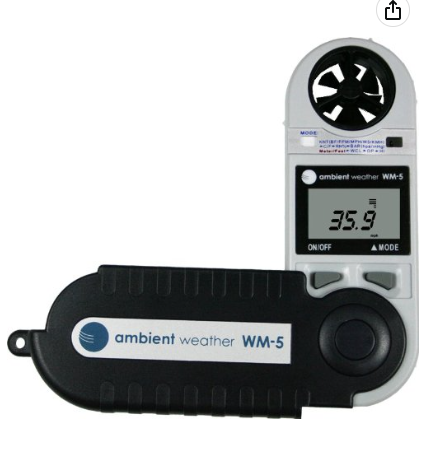 MODE
ambient weather WM-5
35.9
ON/OFF ▲ MODE
ambient weather WM-5